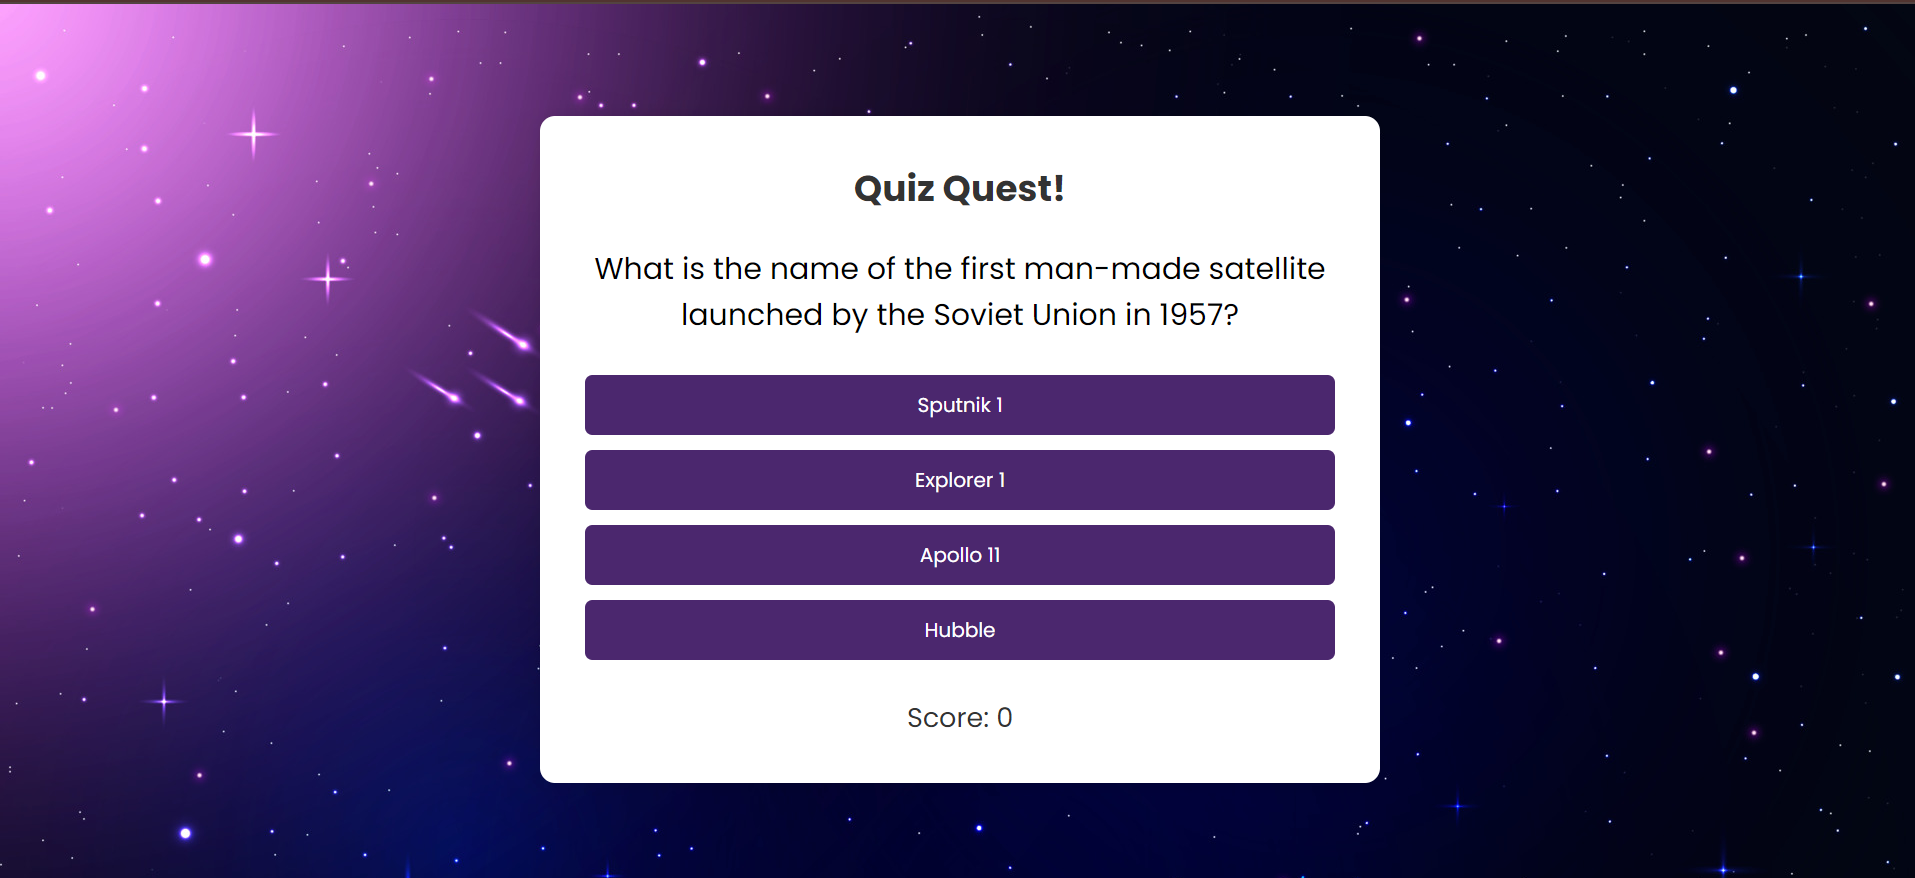 Quiz Quest!
What is the name of the first man-made satellite
launched by the Soviet Union in 1957?
Sputnik 1
Explorer 1
Apollo 11
Hubble
Score: 0